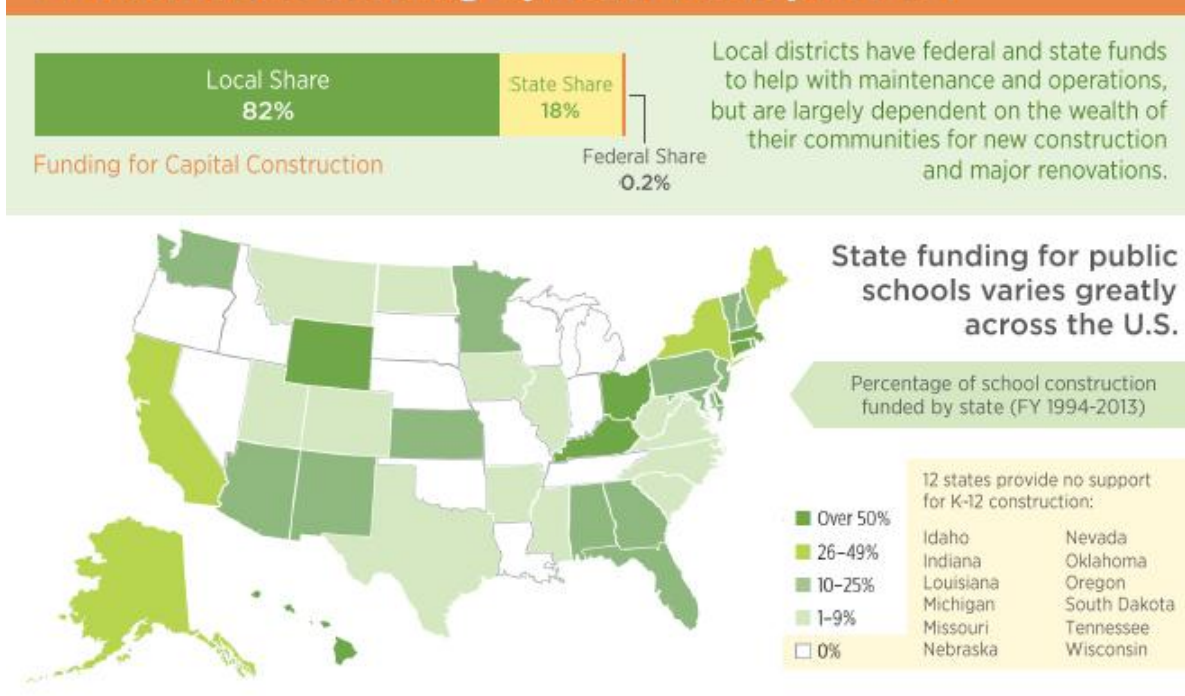 Local Share
82%
State Share
18%
Federal Share
0.2%
Funding for Capital Construction
Local districts have federal and state funds
to help with maintenance and operations,
but are largely dependent on the wealth of
their communities for new construction
and major renovations.
State funding for public
schools varies greatly
across the U.S.
Percentage of school construction
funded by state (FY 1994-2013)
Over 50%
26–49%
10–25%
1–9%
0%
12 states provide no support
for K-12 construction:
Idaho
Indiana
Louisiana
Michigan
Missouri
Nebraska
Nevada
Oklahoma
Oregon
South Dakota
Tennessee
Wisconsin